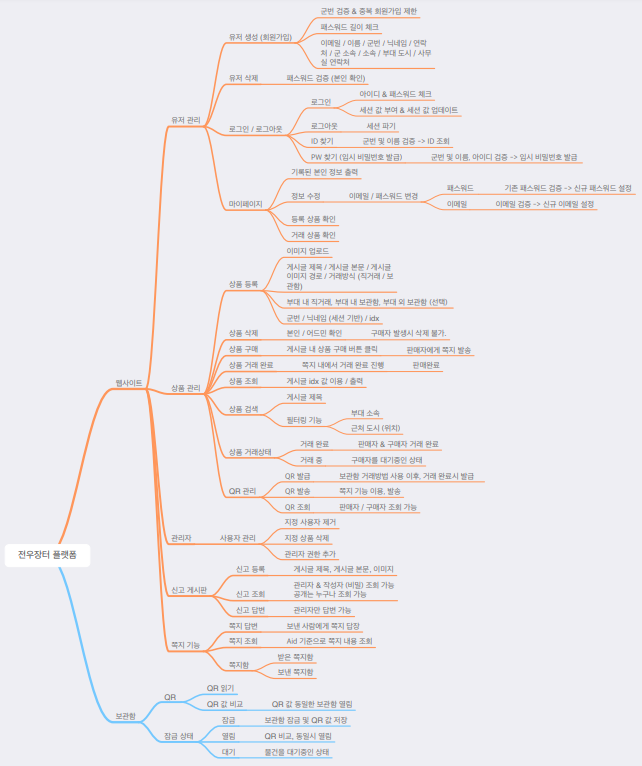 군번 검증 & 중복 회원가입 제한
유저 생성 (회원가입)
패스워드 길이 체크
이메일 / 이름 / 군번 / 닉네임 / 연락
처 / 군 소속 / 소속 / 부대 도시 / 사무
실 연락처
유저 삭제
패스워드 검증 (본인 확인)
유저 관리
로그인 / 로그아웃
로그인
아이디 & 패스워드 체크
세션 값 부여 & 세션 값 업데이트
로그아웃
세션 파기
ID 찾기
군번 및 이름 검증 -> ID 조회
PW 찾기 (임시 비밀번호 발급)
군번 및 이름, 아이디 검증 -> 임시 비밀번호 발급
마이페이지
기록된 본인 정보 출력
정보 수정
이메일 / 패스워드 변경
패스워드
기존 패스워드 검증 -> 신규 패스워드 설정
이메일
이메일 검증 -> 신규 이메일 설정
등록 상품 확인
거래 상품 확인
웹사이트
상품 관리
상품 등록
이미지 업로드
게시글 제목 / 게시글 본문 / 게시글
이미지 경로 / 거래방식 (직거래 / 보
관함)
부대 내 직거래, 부대 내 보관함, 부대 외 보관함 (선택)
군번 / 닉네임 (세션 기반) / idx
상품 삭제
본인 / 어드민 확인
구매자 발생시 삭제 불가.
상품 구매
게시글 내 상품 구매 버튼 클릭
판매자에게 쪽지 발송
상품 거래 완료
쪽지 내에서 거래 완료 진행
판매완료
상품 조회
게시글 idx 값 이용 / 출력
상품 검색
게시글 제목
필터링 기능
부대 소속
근처 도시 (위치)
상품 거래상태
거래 완료
판매자 & 구매자 거래 완료
거래 중
구매자를 대기중인 상태
QR 관리
QR 발급
보관함 거래방법 사용 이후, 거래 완료시 발급
QR 발송
쪽지 기능 이용, 발송
QR 조회
판매자 / 구매자 조회 가능
관리자
사용자 관리
지정 사용자 제거
지정 상품 삭제
관리자 권한 추가
신고 게시판
신고 등록
게시글 제목, 게시글 본문, 이미지
신고 조회
관리자 & 작성자 (비밀) 조회 가능
공개는 누구나 조회 가능
신고 답변
관리자만 답변 가능
쪽지 기능
쪽지 답변
보낸 사람에게 쪽지 답장
쪽지 조회
Aid 기준으로 쪽지 내용 조회
쪽지함
받은 쪽지함
보낸 쪽지함
전우장터 플랫폼
보관함
QR
QR 읽기
QR 값 비교
QR 값 동일한 보관함 열림
잠금 상태
잠금
보관함 잠금 및 QR 값 저장
열림
QR 비교, 동일시 열림
대기
물건을 대기중인 상태